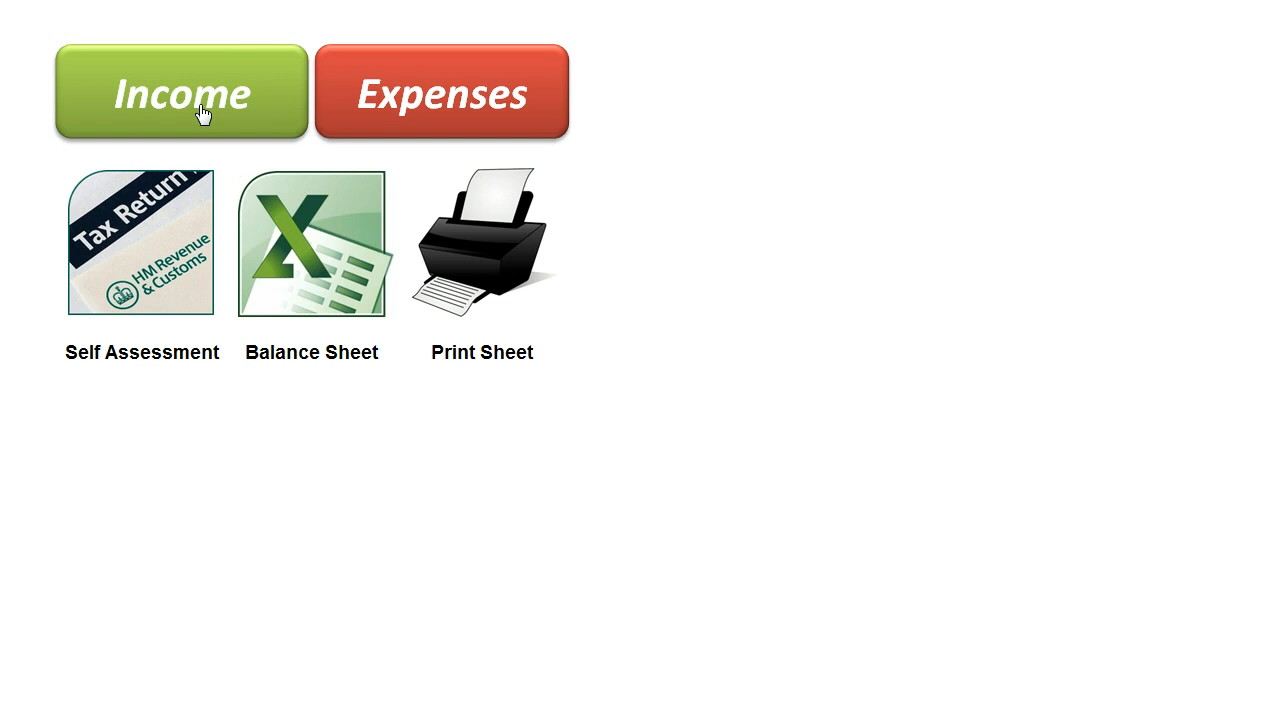 Income
Expenses
Tax Return
HM Revenue
& Customs
Self Assessment
Balance Sheet
Print Sheet